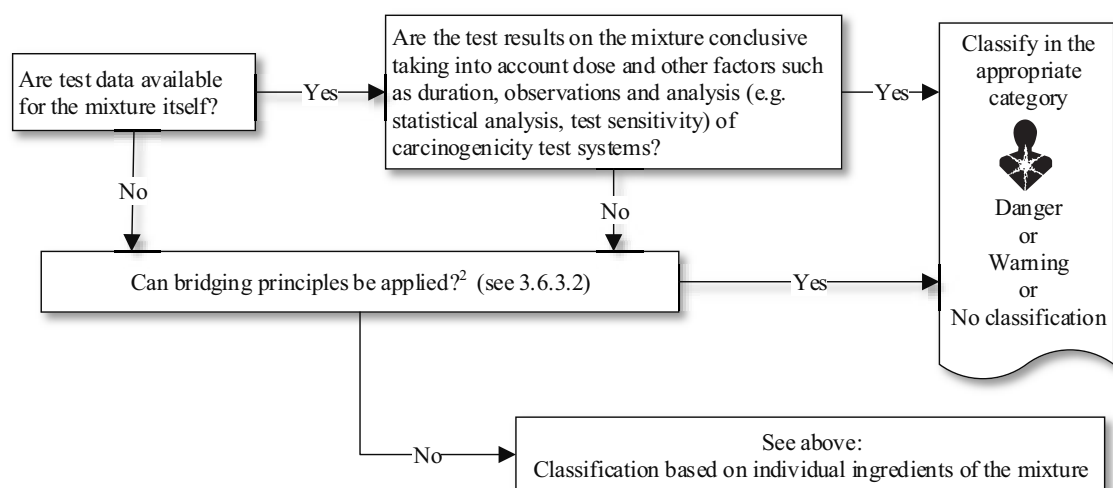 Are test data available
for the mixture itself?
Yes
Are the test results on the mixture conclusive
taking into account dose and other factors such
as duration, observations and analysis (e.g.
statistical analysis, test sensitivity) of
carcinogenicity test systems?
Yes
Classify in the
appropriate
category
Danger
or
Warning
or
No classification
No
No
Can bridging principles be applied?² (see 3.6.3.2)
Yes
No
See above:
Classification based on individual ingredients of the mixture